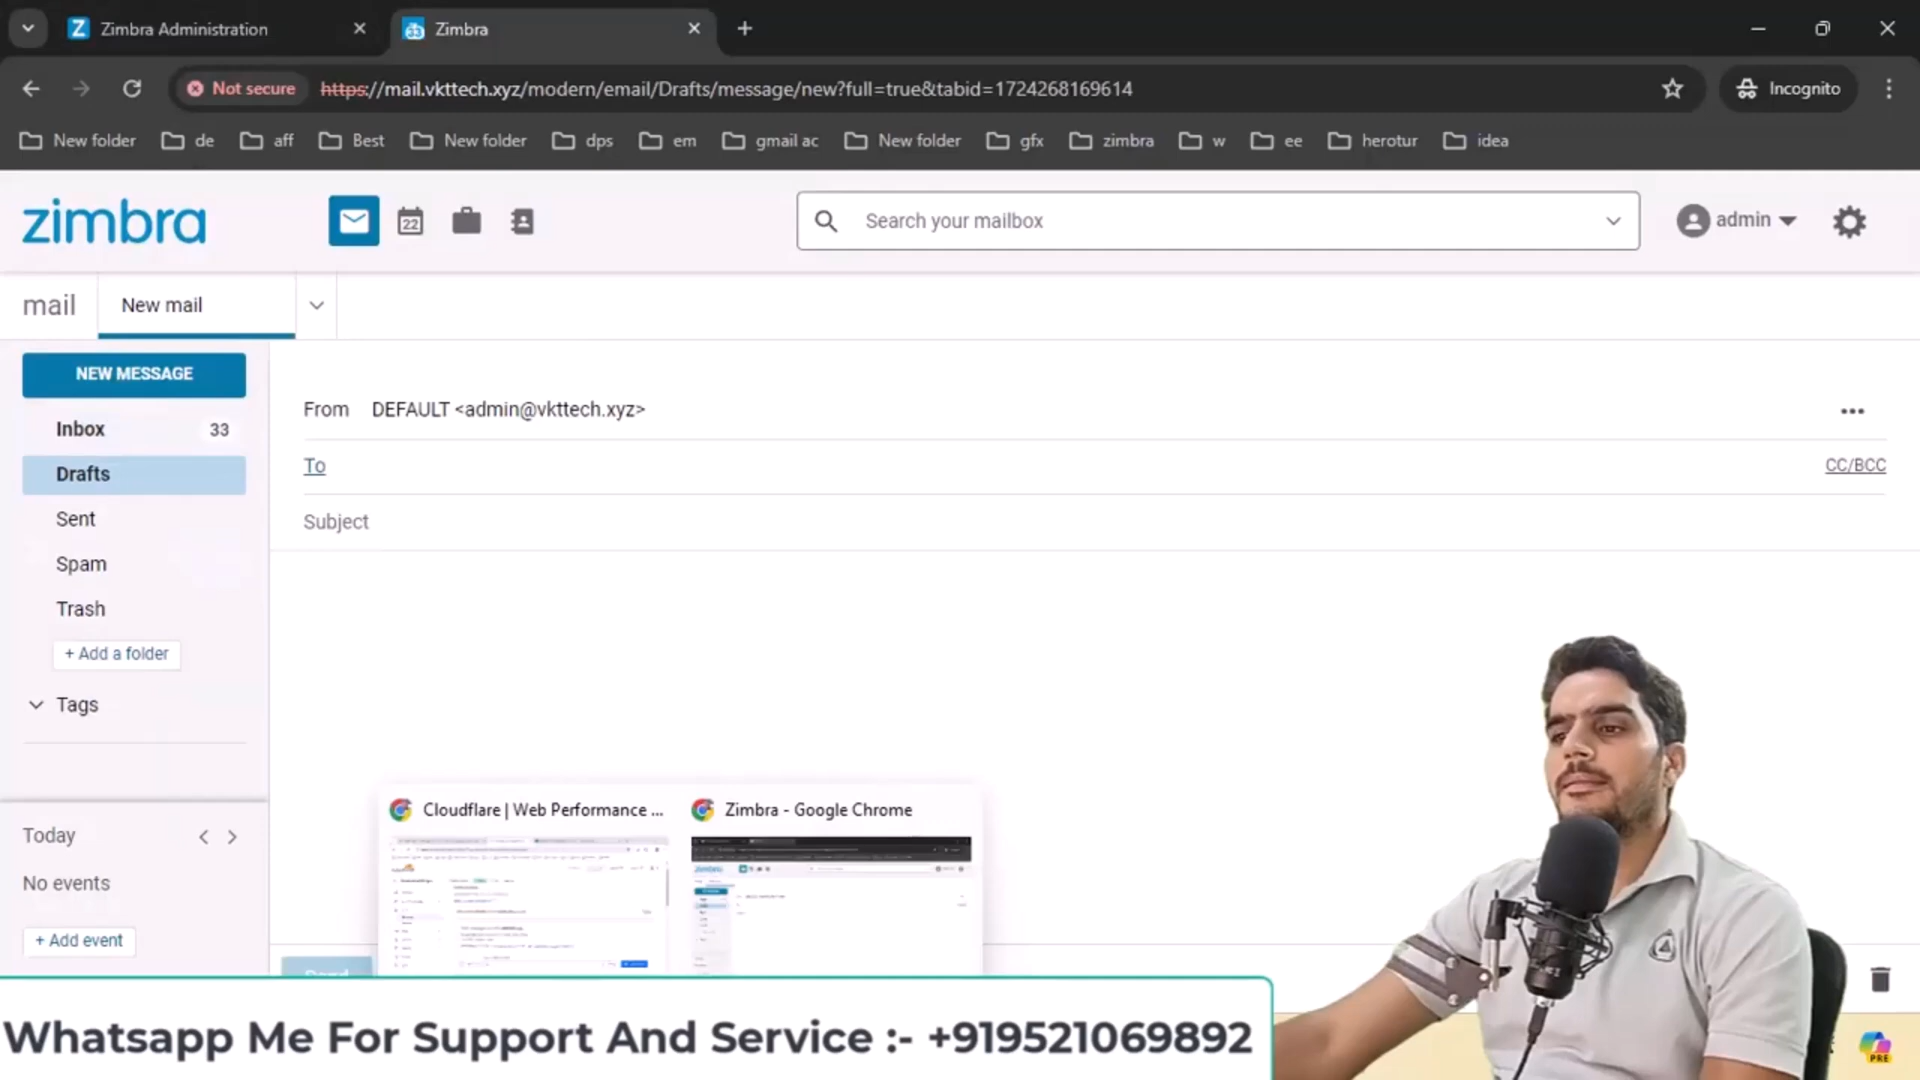 Zimbra Administration
Zimbra
Not secure
https://mail.vkttech.xyz/modern/email/Drafts/message/new?full=true&tabid=1724268169614
Incognito
New folder
de
aff
Best
New folder
dps
em
gmail ac
New folder
gfx
zimbra
w
ee
herotur
idea
zimbra
22
Search your mailbox
admin
mail
New mail
NEW MESSAGE
Inbox 33
Drafts
Sent
Spam
Trash
+ Add a folder
Tags
Today
No events
+ Add event
From DEFAULT <admin@vkttech.xyz>
To
CC/BCC
Subject
Cloudflare | Web Performance ...
Zimbra - Google Chrome
Send
Whatsapp Me For Support And Service :- +919521069892
PRE